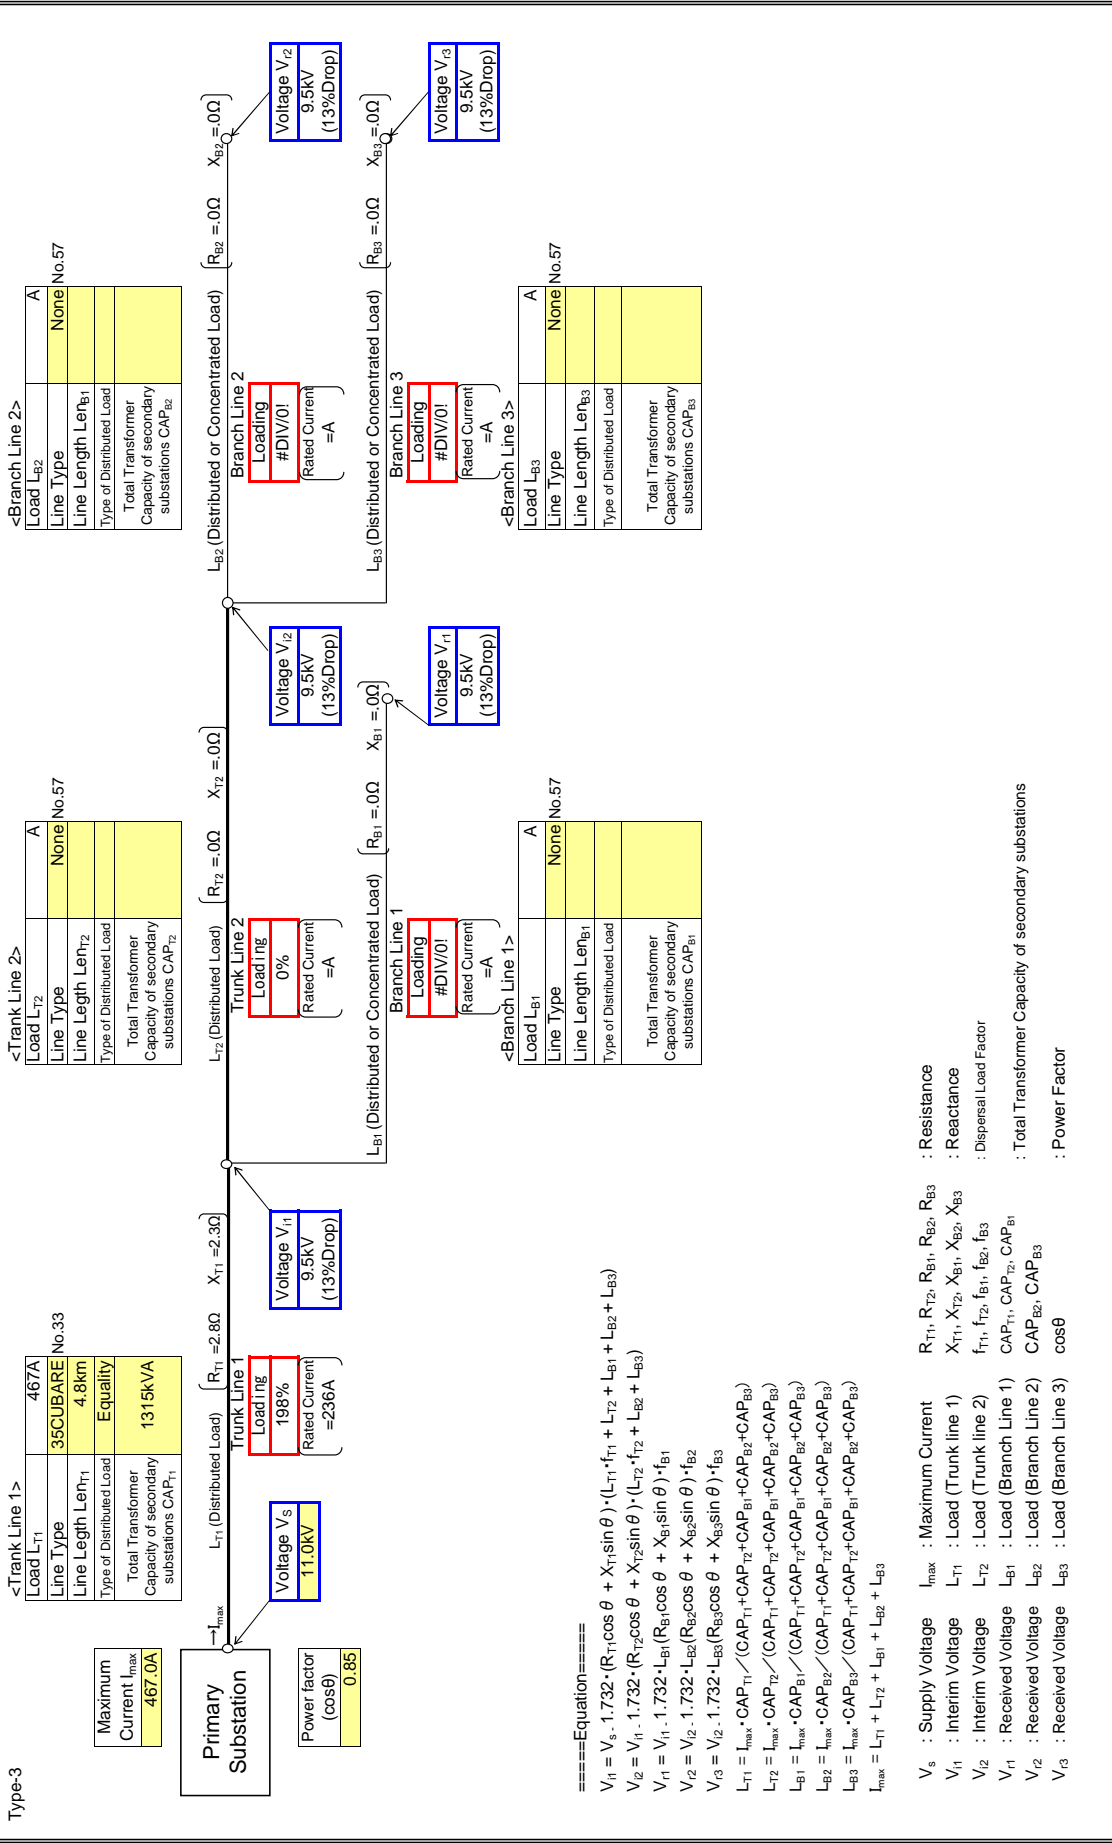 Type-3
Maximum
Current Imax
467.0A
Primary
Substation
Power factor
(cosθ)
0.85
→Imax
Voltage VS
11.0kV
<Trank Line 1>
Load LT1 467A
Line Type 35CUBARE No.33
Line Legth LenT1 4.8km
Type of Distributed Load Equality
Total Transformer
Capacity of secondary
substations CAPT1
1315kVA
LT1 (Distributed Load)
RT1 =2.8Ω XT1 =2.3Ω
Trunk Line 1
Loading
198%
Rated Current
=236A
Voltage Vi1
9.5kV
(13%Drop)
<Trank Line 2>
Load LT2 A
Line Type None No.57
Line Length LenT2
Type of Distributed Load
Total Transformer
Capacity of secondary
substations CAPT2
LT2 (Distributed Load)
RT2 =.0Ω XT2 =.0Ω
Trunk Line 2
Loading
0%
Rated Current
=A
Voltage Vi2
9.5kV
(13%Drop)
LB1 (Distributed or Concentrated Load)
RB1 =.0Ω XB1 =.0Ω
Branch Line 1
Loading
#DIV/0!
Rated Current
=A
Voltage Vr1
9.5kV
(13%Drop)
<Branch Line 1>
Load LB1 A
Line Type None No.57
Line Length LenB1
Type of Distributed Load
Total Transformer
Capacity of secondary
substations CAPB1
<Branch Line 2>
Load LB2 A
Line Type None No.57
Line Length LenB1
Type of Distributed Load
Total Transformer
Capacity of secondary
substations CAPB2
LB2 (Distributed or Concentrated Load)
RB2 =.0Ω XB2 =.0Ω
Branch Line 2
Loading
#DIV/0!
Rated Current
=A
Voltage Vr2
9.5kV
(13%Drop)
LB3 (Distributed or Concentrated Load)
RB3 =.0Ω XB3 =.0Ω
Branch Line 3
Loading
#DIV/0!
Rated Current
=A
Voltage Vr3
9.5kV
(13%Drop)
<Branch Line 3>
Load LB3 A
Line Type None No.57
Line Length LenB3
Type of Distributed Load
Total Transformer
Capacity of secondary
substations CAPB3
=====Equation=====
Vi1 = Vs - 1.732・(RT1cos θ + XT1sin θ)・(LT1・fT1 + LT2 + LB1 + LB2 + LB3)
Vi2 = Vi1 - 1.732・(RT2cos θ + XT2sin θ)・(LT2・fT2 + LB2 + LB3)
Vr1 = Vi1 - 1.732・LB1(RB1cos θ + XB1sin θ)・fB1
Vr2 = Vi2 - 1.732・LB2(RB2cos θ + XB2sin θ)・fB2
Vr3 = Vi2 - 1.732・LB3(RB3cos θ + XB3sin θ)・fB3
LT1 = Imax・CAPT1／(CAPT1+CAPT2+CAPB1+CAPB2+CAPB3)
LT2 = Imax・CAPT2／(CAPT1+CAPT2+CAPB1+CAPB2+CAPB3)
LB1 = Imax・CAPB1／(CAPT1+CAPT2+CAPB1+CAPB2+CAPB3)
LB2 = Imax・CAPB2／(CAPT1+CAPT2+CAPB1+CAPB2+CAPB3)
LB3 = Imax・CAPB3／(CAPT1+CAPT2+CAPB1+CAPB2+CAPB3)
Imax = LT1 + LT2 + LB1 + LB2 + LB3
Vs : Supply Voltage Imax : Maximum Current RT1, RT2, RB1, RB2, RB3 : Resistance
Vi1 : Interim Voltage LT1 : Load (Trunk line 1) XT1, XT2, XB1, XB2, XB3 : Reactance
Vi2 : Interim Voltage LT2 : Load (Trunk line 2) fT1, fT2, fB1, fB2, fB3 : Dispersal Load Factor
Vr1 : Received Voltage LB1 : Load (Branch Line 1) CAPT1, CAPT2, CAPB1
Vr2 : Received Voltage LB2 : Load (Branch Line 2) CAPB2, CAPB3 : Total Transformer Capacity of secondary substations
Vr3 : Received Voltage LB3 : Load (Branch Line 3) cosθ : Power Factor